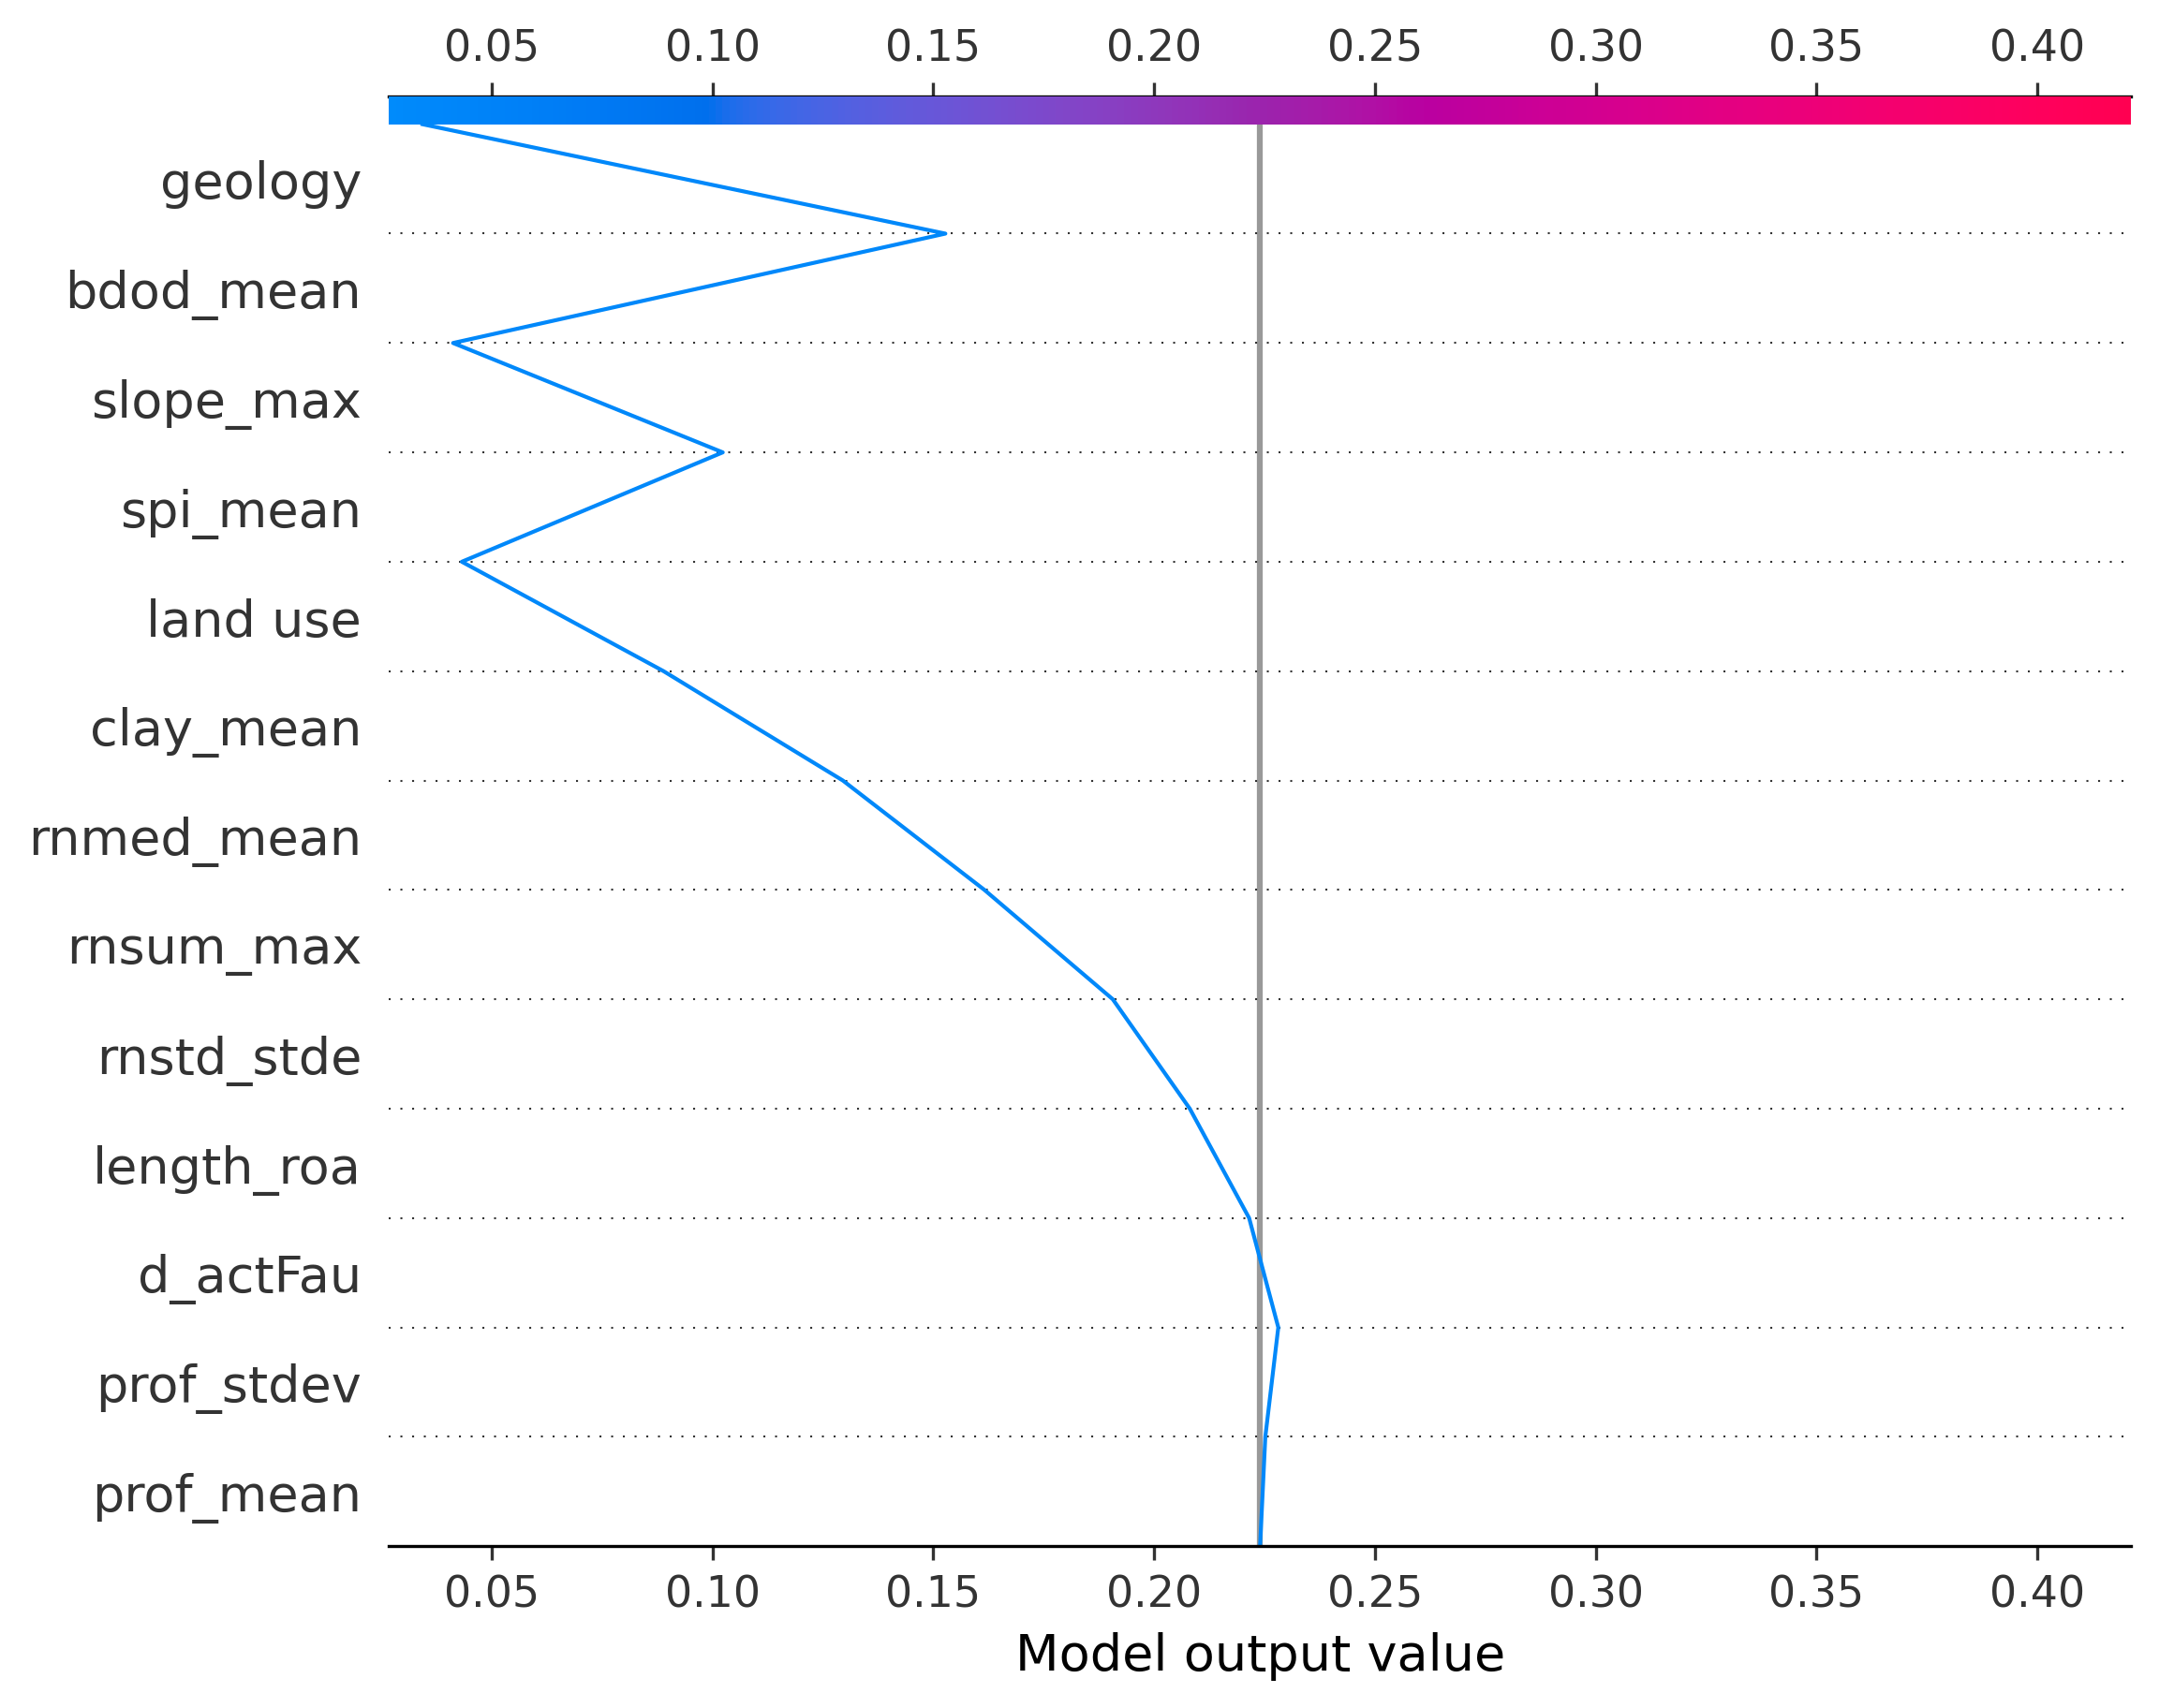 0.05 0.10 0.15 0.20 0.25 0.30 0.35 0.40
geology
bdod_mean
slope_max
spi_mean
land use
clay_mean
rnmed_mean
rnsum_max
rnstd_stde
length_roa
d_actFau
prof_stdev
prof_mean
0.05 0.10 0.15 0.20 0.25 0.30 0.35 0.40
Model output value